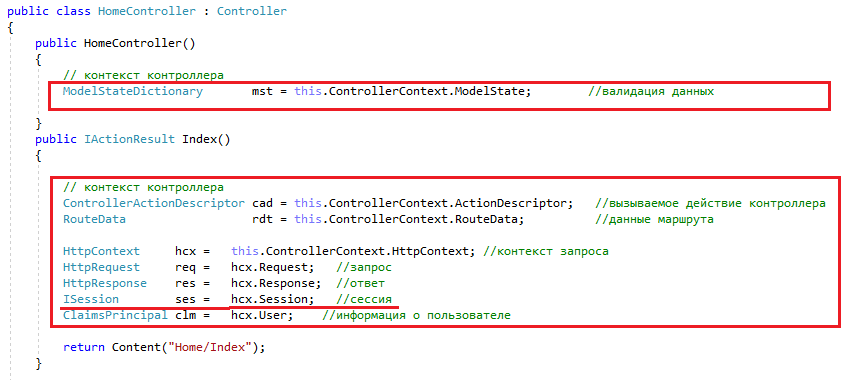 public class HomeController : Controller
{
public HomeController()
{
// контекст контроллера
ModelStateDictionary mst = this.ControllerContext.ModelState; //валидация данных
}
public IActionResult Index()
{
// контекст контроллера
ControllerActionDescriptor cad = this.ControllerContext.ActionDescriptor; //вызываемое действие контроллера
RouteData rdt = this.ControllerContext.RouteData; //данные маршрута
HttpContext hcx = this.ControllerContext.HttpContext; //контекст запроса
HttpRequest req = hcx.Request; //запрос
HttpResponse res = hcx.Response; //ответ
ISession ses = hcx.Session; //сессия
ClaimsPrincipal clm = hcx.User; //информация о пользователе
return Content("Home/Index");
}